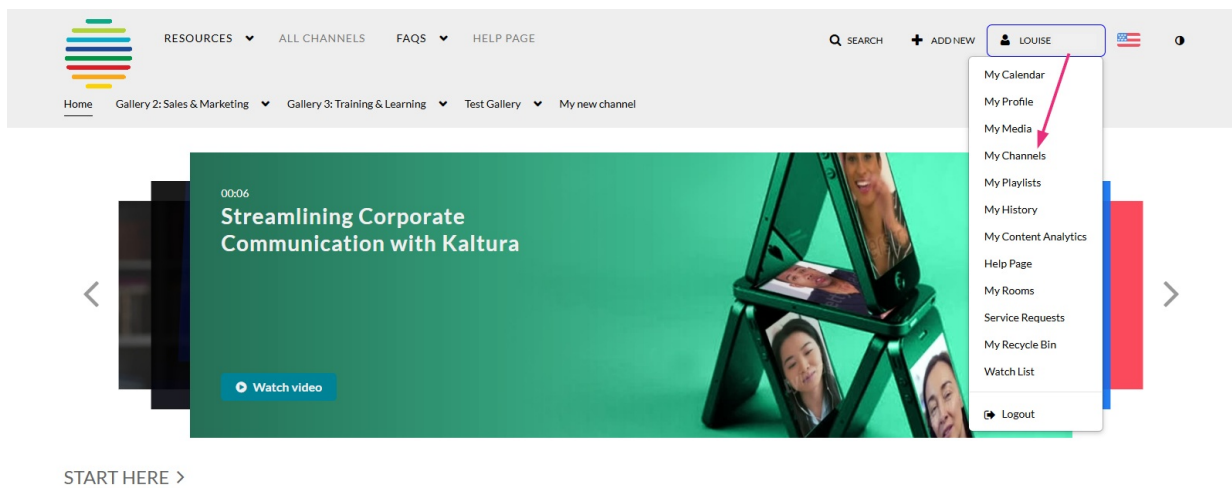 RESOURCES ALL CHANNELS FAQS HELP PAGE SEARCH ADD NEW LOUISE
Home Gallery 2: Sales & Marketing Gallery 3: Training & Learning Test Gallery My new channel
My Calendar
My Profile
My Media
My Channels
My Playlists
My History
My Content Analytics
Help Page
My Rooms
Service Requests
My Recycle Bin
Watch List
Logout
00:06
Streamlining Corporate
Communication with Kaltura
Watch video
START HERE >